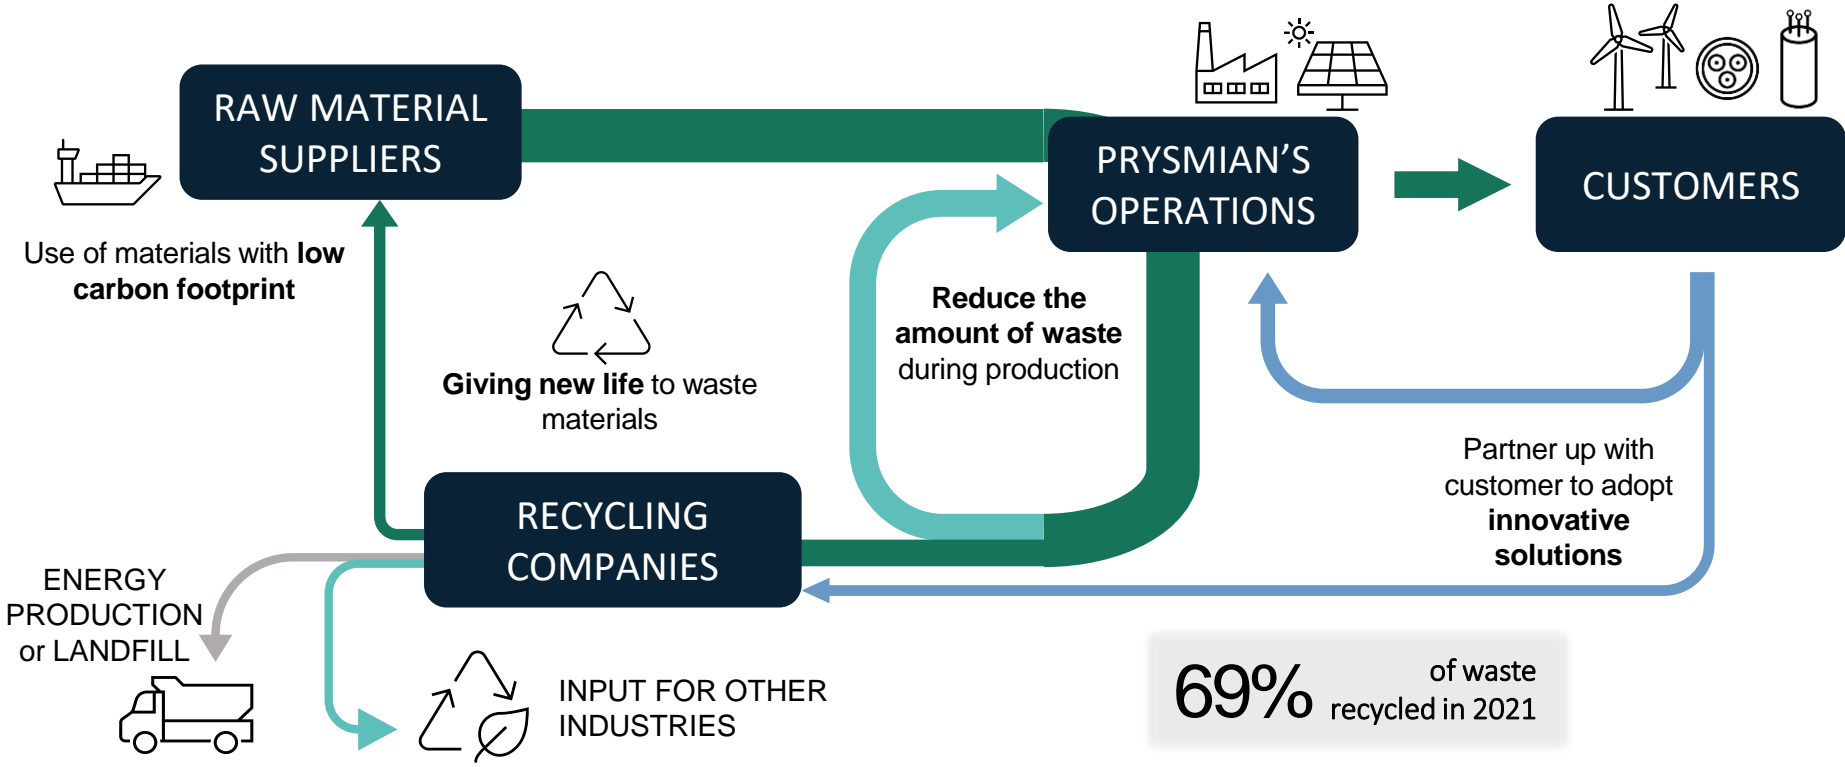 RAW MATERIAL
SUPPLIERS
PRYSMIAN’S
OPERATIONS
CUSTOMERS
Use of materials with low
carbon footprint
Giving new life to waste
materials
Reduce the
amount of waste
during production
Partner up with
customer to adopt
innovative
solutions
RECYCLING
COMPANIES
ENERGY
PRODUCTION
or LANDFILL
INPUT FOR OTHER
INDUSTRIES
69%
of waste
recycled in 2021